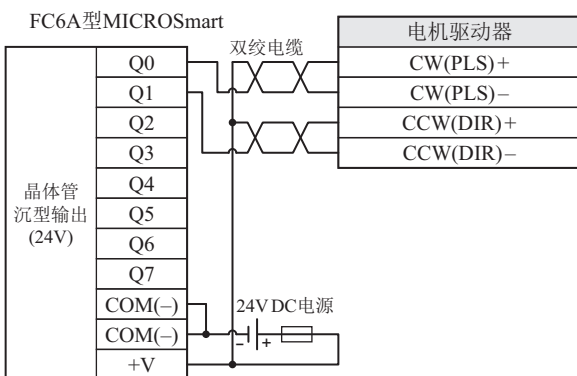 FC6A型MICROSmart
双绞电缆
电机驱动器
Q0
CW(PLS)+
Q1
CW(PLS)−
Q2
CCW(DIR)+
Q3
CCW(DIR)−
晶体管
沉型输出
(24V)
Q4
Q5
Q6
Q7
COM(−)
24V DC电源
COM(−)
− +
+V